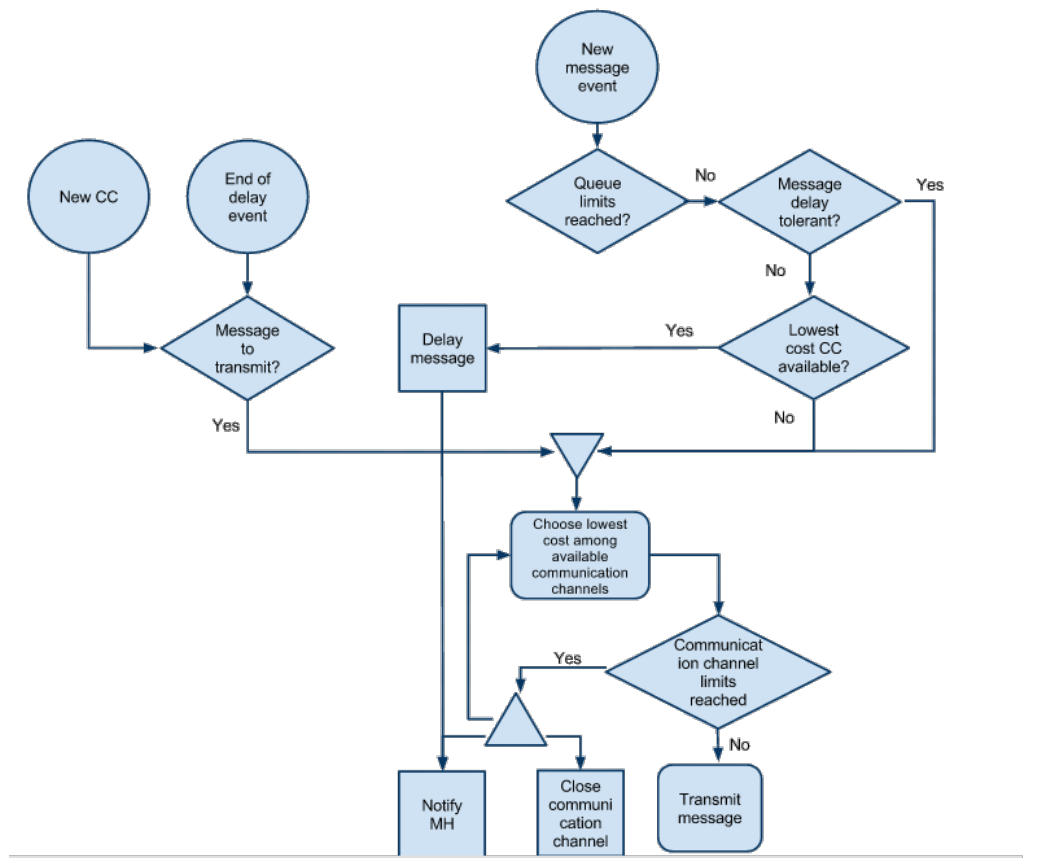 New
message
event
New CC
End of
delay
event
Queue
limits
reached?
No
Message
delay
tolerant?
Yes
No
Message
to
transmit?
Delay
message
Yes
Lowest
cost CC
available?
Yes
No
Choose lowest
cost among
available
communication
channels
Communicat
ion channel
limits
reached
Yes
No
Notify
MH
Close
communi
cation
channel
Transmit
message